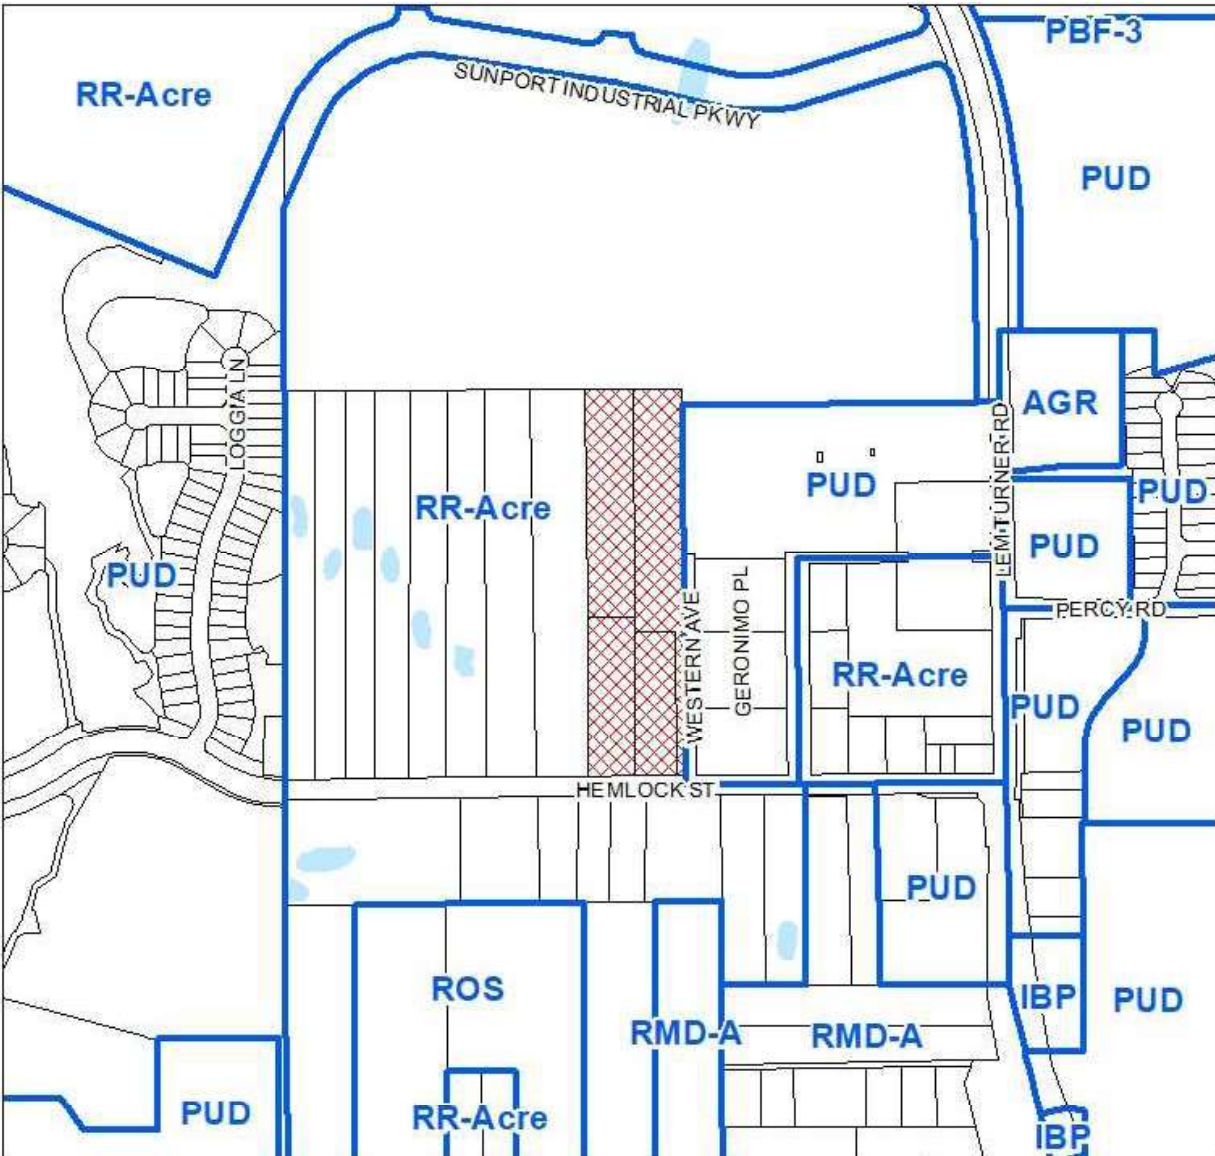 PBF-3
RR-Acre
SUNPORT INDUSTRIAL PKWY
PUD
LOGGIA LN
AGR
LEM TURNER RD
RR-Acre
PUD
PUD
PUD
PUD
WESTERN AVE
GERONIMO PL
PERCY RD
RR-Acre
PUD
PUD
HEMLOCK ST
PUD
ROS
IBP
PUD
RMD-A
RMD-A
PUD
RR-Acre
IBP